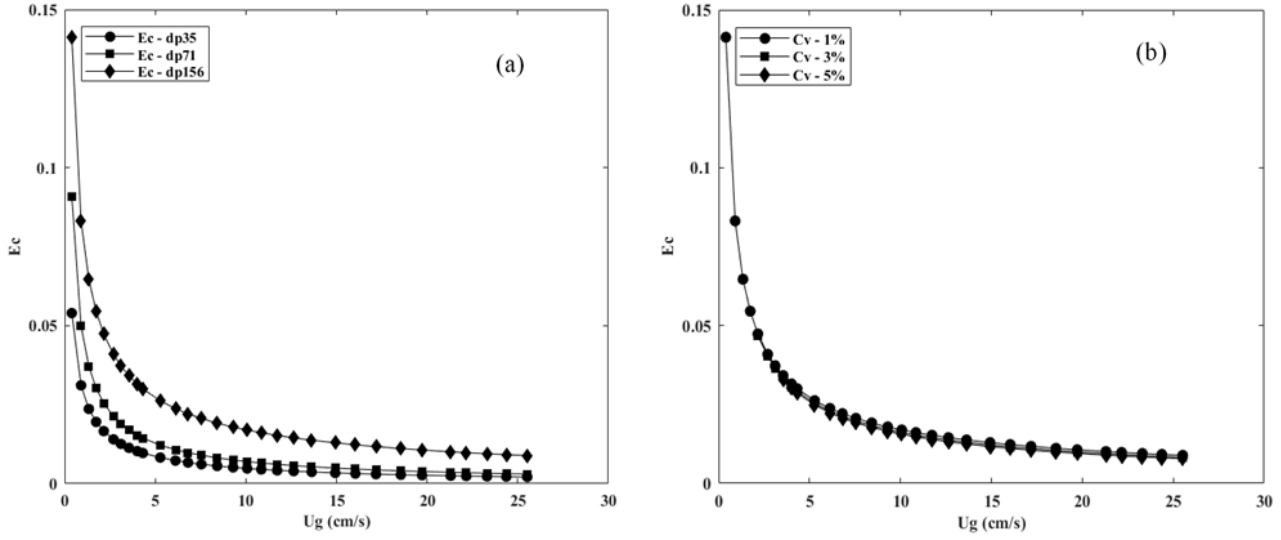 0.15
Ec - dp35
Ec - dp71
Ec - dp156
(a)
0.1
Ec
0.05
0
0 5 10 15 20 25 30
Ug (cm/s)
0.15
Cv - 1%
Cv - 3%
Cv - 5%
(b)
0.1
Ec
0.05
0
0 5 10 15 20 25 30
Ug (cm/s)